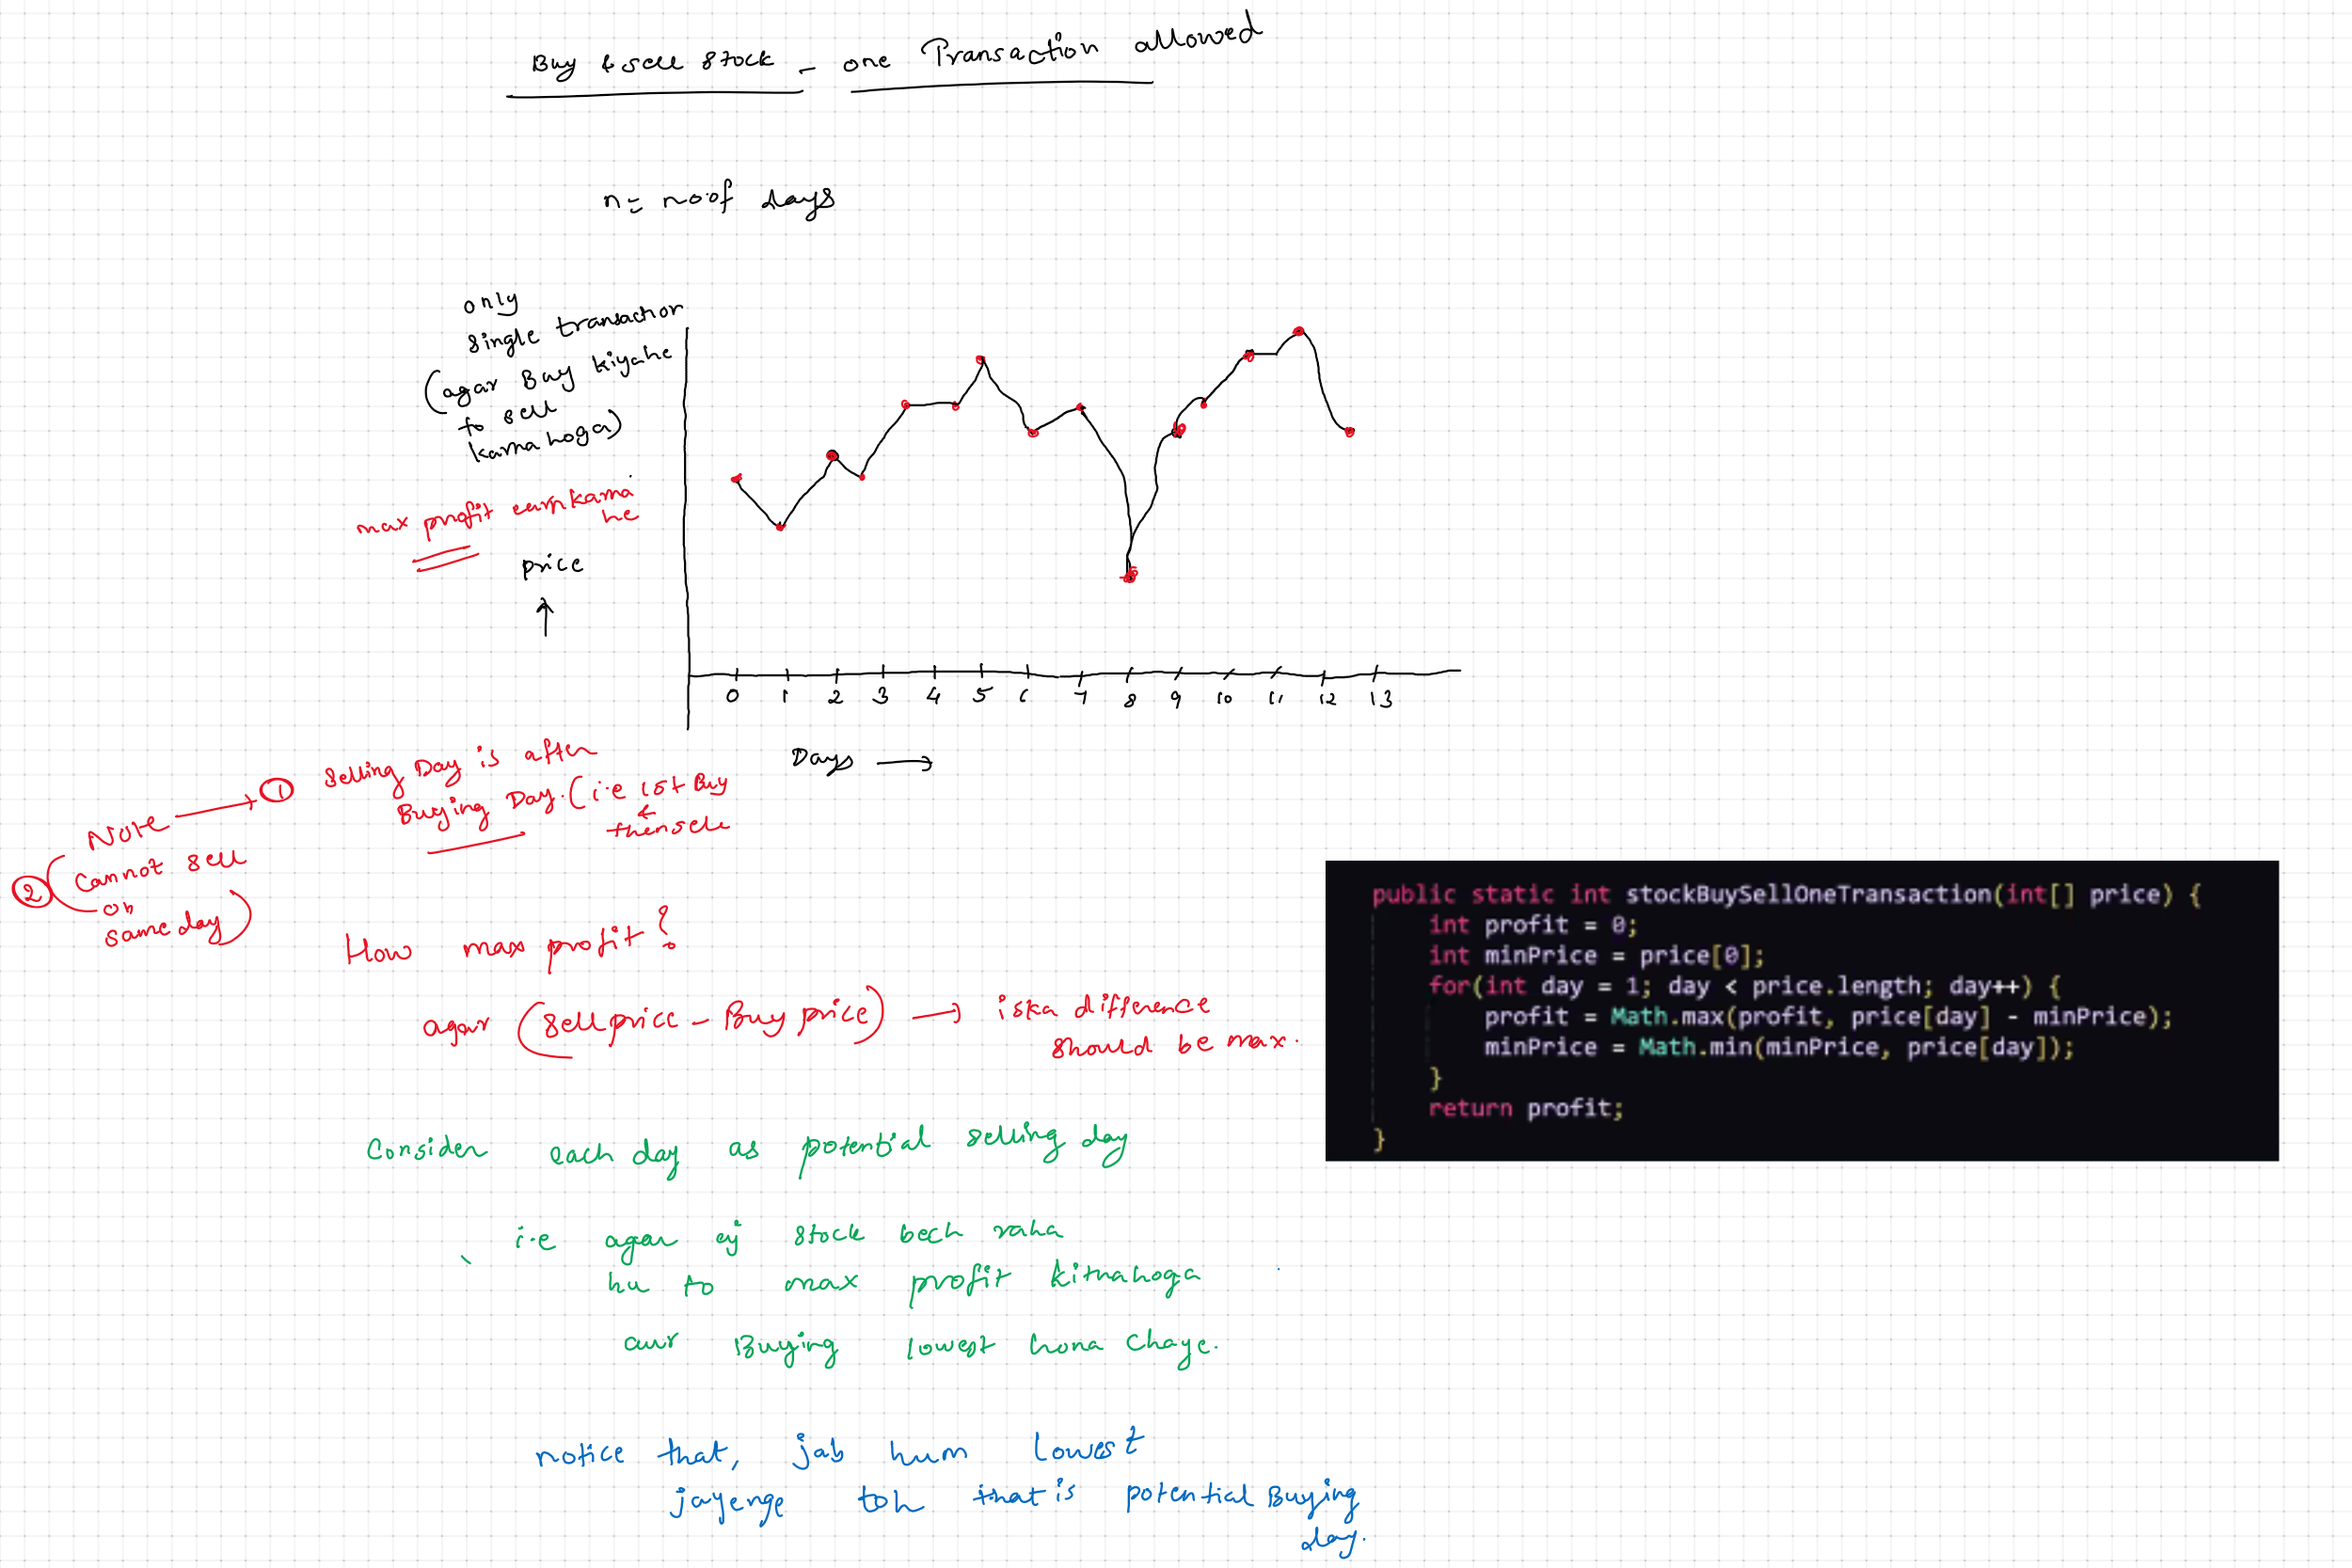 Buy & sell stock - one Transaction allowed
n = no of days
only
single transaction
(agar Buy kiyahe
to sell
karna hoga)
max profit earn karna
he
price
0 1 2 3 4 5 6 7 8 9 10 11 12 13
Days
Note
① Selling Day is after
Buying Day. (i.e 1st Buy
&
then sell
② (Cannot sell
on
same day)
How max profit?
agar (sell price - Buy price) → iska difference
should be max.
Consider each day as potential selling day
i.e agar stock bech raha
hu to max profit kitna hoga
aur Buying lowest hona chaye.
notice that, jab hum lowest
jayenge toh that is potential Buying
day.
public static int stockBuySellOneTransaction(int[] price) {
int profit = 0;
int minPrice = price[0];
for(int day = 1; day < price.length; day++) {
profit = Math.max(profit, price[day] - minPrice);
minPrice = Math.min(minPrice, price[day]);
}
return profit;
}